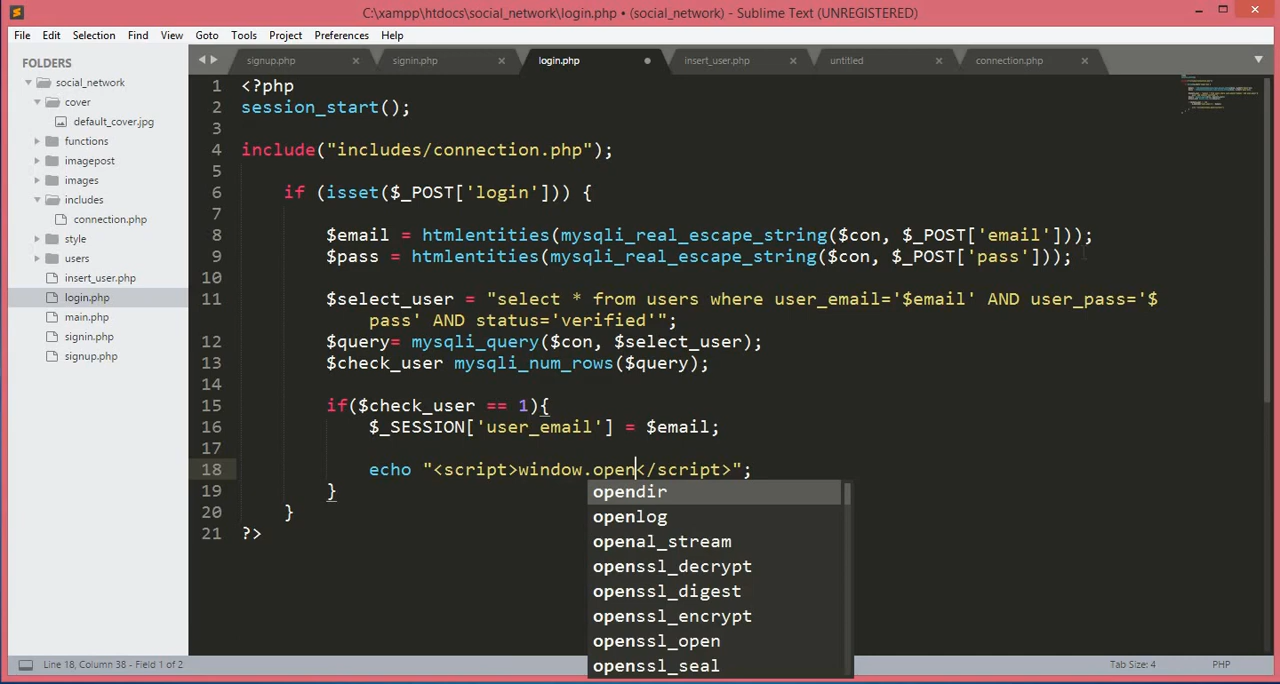 C:\xampp\htdocs\social_network\login.php • (social_network) - Sublime Text (UNREGISTERED)
File Edit Selection Find View Goto Tools Project Preferences Help
FOLDERS
social_network
cover
default_cover.jpg
functions
imagepost
images
includes
connection.php
style
users
insert_user.php
login.php
main.php
signin.php
signup.php
signup.php signin.php login.php insert_user.php untitled connection.php
1 <?php
2 session_start();
3
4 include("includes/connection.php");
5
6 if (isset($_POST['login'])) {
7
8 $email = htmlentities(mysqli_real_escape_string($con, $_POST['email']));
9 $pass = htmlentities(mysqli_real_escape_string($con, $_POST['pass']));
10
11 $select_user = "select * from users where user_email='$email' AND user_pass='$
pass' AND status='verified'";
12 $query= mysqli_query($con, $select_user);
13 $check_user mysqli_num_rows($query);
14
15 if($check_user == 1){
16 $_SESSION['user_email'] = $email;
17
18 echo "<script>window.open</script>";
19 }
20 }
21 ?>
opendir
openlog
openal_stream
openssl_decrypt
openssl_digest
openssl_encrypt
openssl_open
openssl_seal
Line 18, Column 38 - Field 1 of 2 Tab Size: 4 PHP